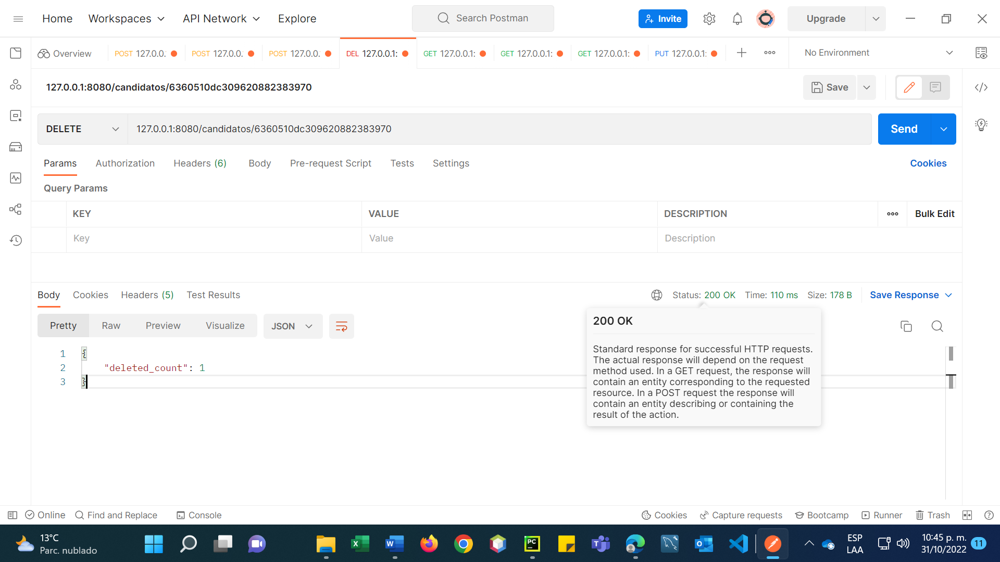 Home Workspaces API Network Explore Search Postman Invite Upgrade
Overview POST 127.0.0. POST 127.0.0. POST 127.0.0. DEL 127.0.0.1: GET 127.0.0.1: GET 127.0.0.1: GET 127.0.0.1: PUT 127.0.0.1: No Environment
127.0.0.1:8080/candidatos/6360510dc309620882383970 Save
DELETE 127.0.0.1:8080/candidatos/6360510dc309620882383970 Send
Params Authorization Headers (6) Body Pre-request Script Tests Settings Cookies
Query Params
KEY VALUE DESCRIPTION Bulk Edit
Key Value Description
Body Cookies Headers (5) Test Results Status: 200 OK Time: 110 ms Size: 178 B Save Response
Pretty Raw Preview Visualize JSON
200 OK
Standard response for successful HTTP requests.
The actual response will depend on the request
method used. In a GET request, the response will
contain an entity corresponding to the requested
resource. In a POST request the response will
contain an entity describing or containing the
result of the action.
1 {
2 "deleted_count": 1
3 }
Online Find and Replace Console Cookies Capture requests Bootcamp Runner Trash
13°C
Parc. nublado
PC
ESP
LAA
10:45 p. m.
31/10/2022
11